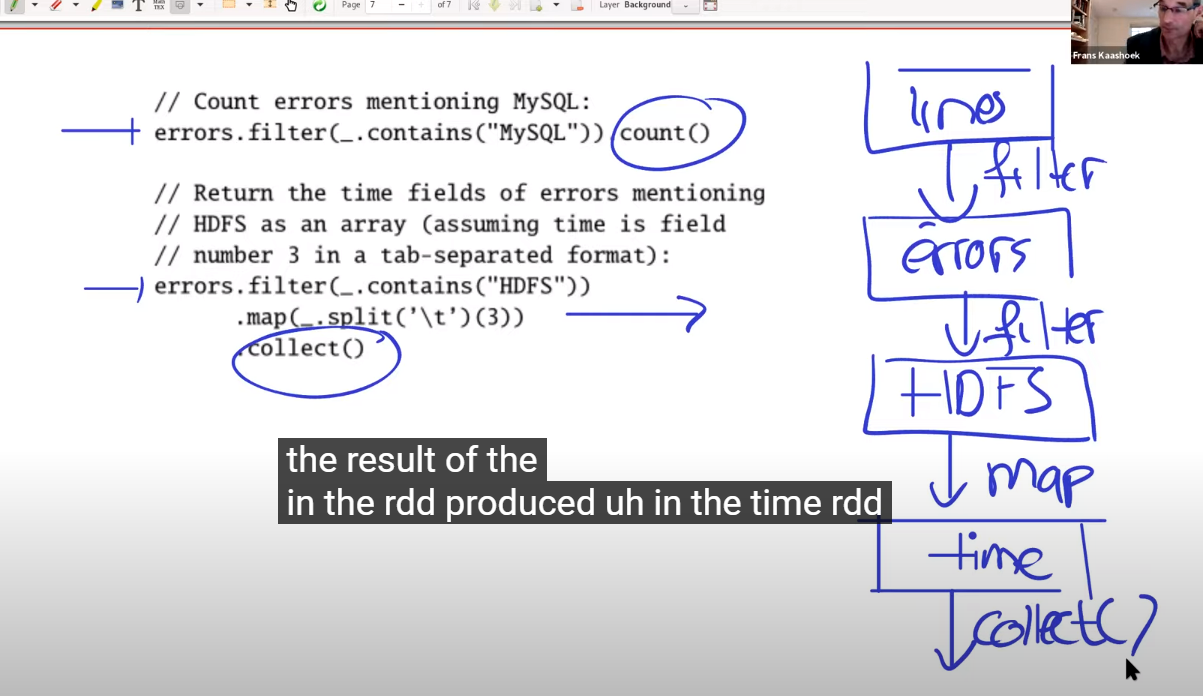 Page 7 of 7 Layer Background
Frans Kaashoek
// Count errors mentioning MySQL:
errors.filter(_.contains("MySQL")) count()
// Return the time fields of errors mentioning
// HDFS as an array (assuming time is field
// number 3 in a tab-separated format):
errors.filter(_.contains("HDFS"))
.map(_.split('\t')(3))
.collect()
lines
filter
errors
filter
HDFS
map
time
collect()
the result of the
in the rdd produced uh in the time rdd